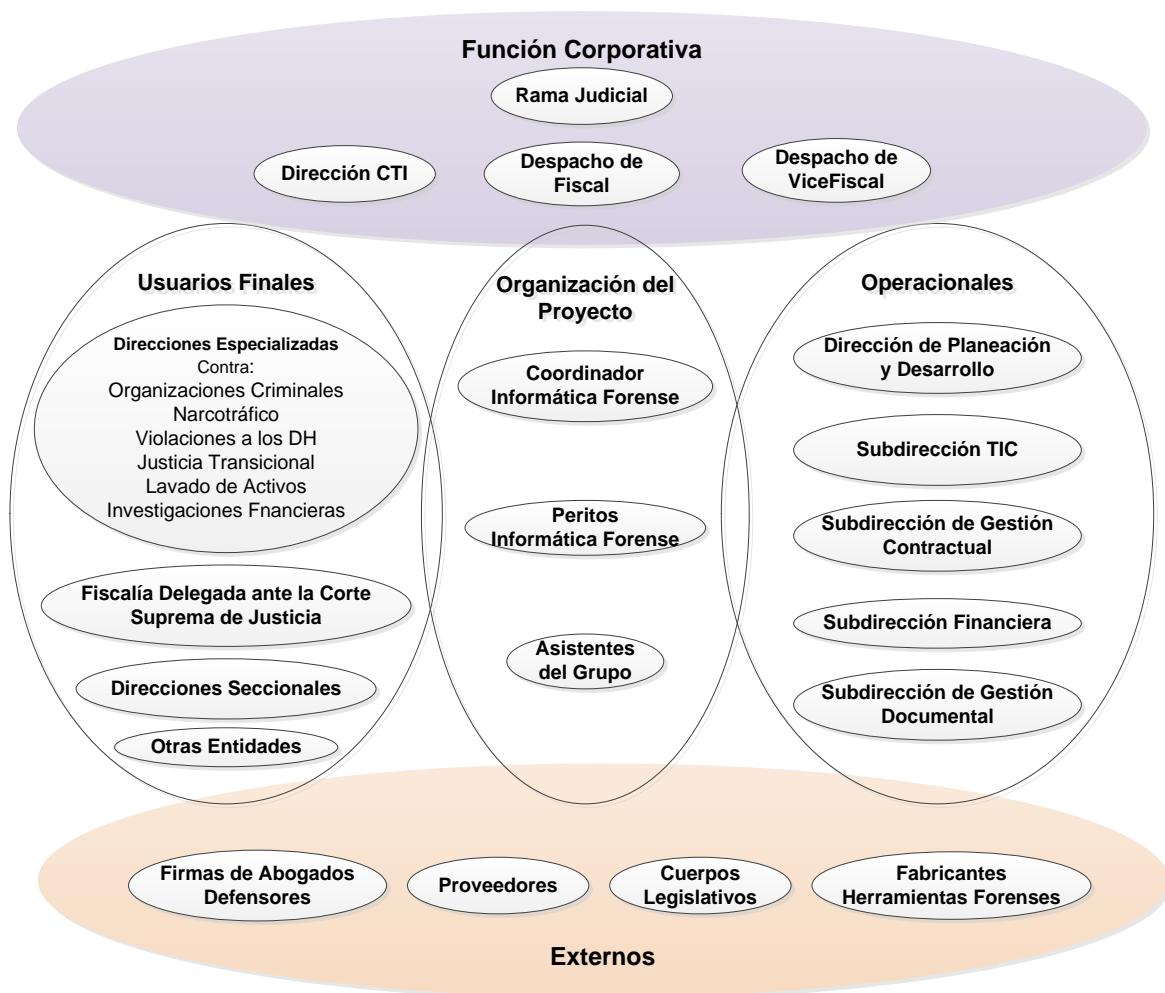 Función Corporativa
Rama Judicial
Dirección CTI
Despacho de
Fiscal
Despacho de
ViceFiscal
Usuarios Finales
Direcciones Especializadas
Contra:
Organizaciones Criminales
Narcotráfico
Violaciones a los DH
Justicia Transicional
Lavado de Activos
Investigaciones Fnancieras
Fiscalía Delegada ante la Corte
Suprema de Justicia
Direcciones Seccionales
Otras Entidades
Organización del
Proyecto
Coordinador
Informática Forense
Peritos
Informática Forense
Asistentes
del Grupo
Operacionales
Dirección de Planeación
y Desarrollo
Subdirección TIC
Subdirección de Gestión
Contractual
Subdirección Financiera
Subdirección de Gestión
Documental
Firmas de Abogados
Defensores
Proveedores
Cuerpos
Legislativos
Fabricantes
Herramientas Forenses
Externos